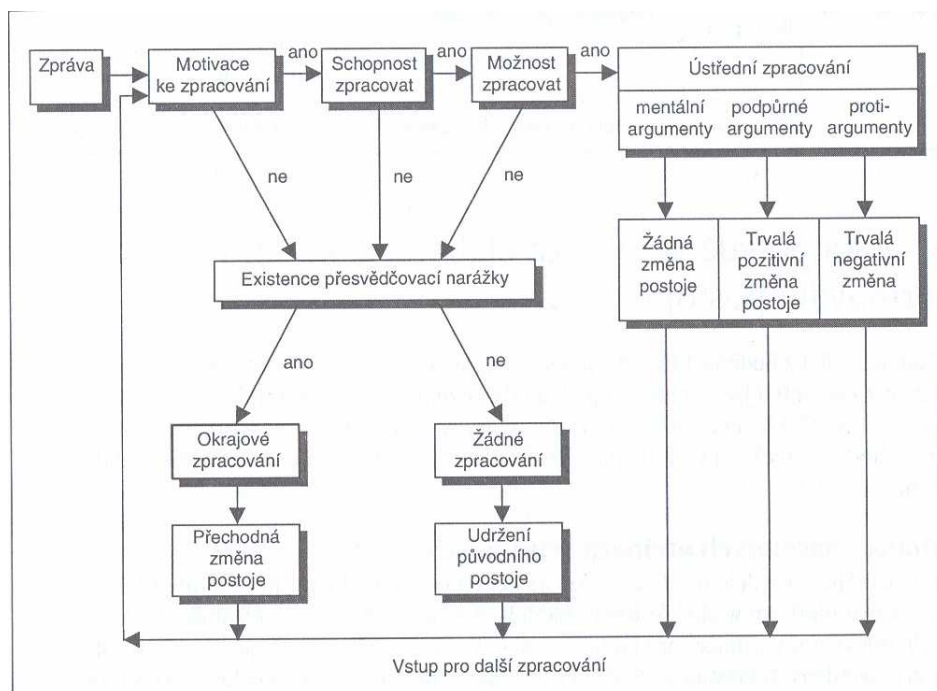 Zpráva
Motivace
ke zpracování
ano
Schopnost
zpracovat
ano
Možnost
zpracovat
ano
Ústřední zpracování
mentální
argumenty
podpůrné
argumenty
proti-
argumenty
ne
ne
ne
Žádná
změna
postoje
Trvalá
pozitivní
změna
postoje
Trvalá
negativní
změna
Existence přesvědčovací narážky
ano
ne
Okrajové
zpracování
Žádné
zpracování
Přechodná
změna
postoje
Udržení
původního
postoje
Vstup pro další zpracování